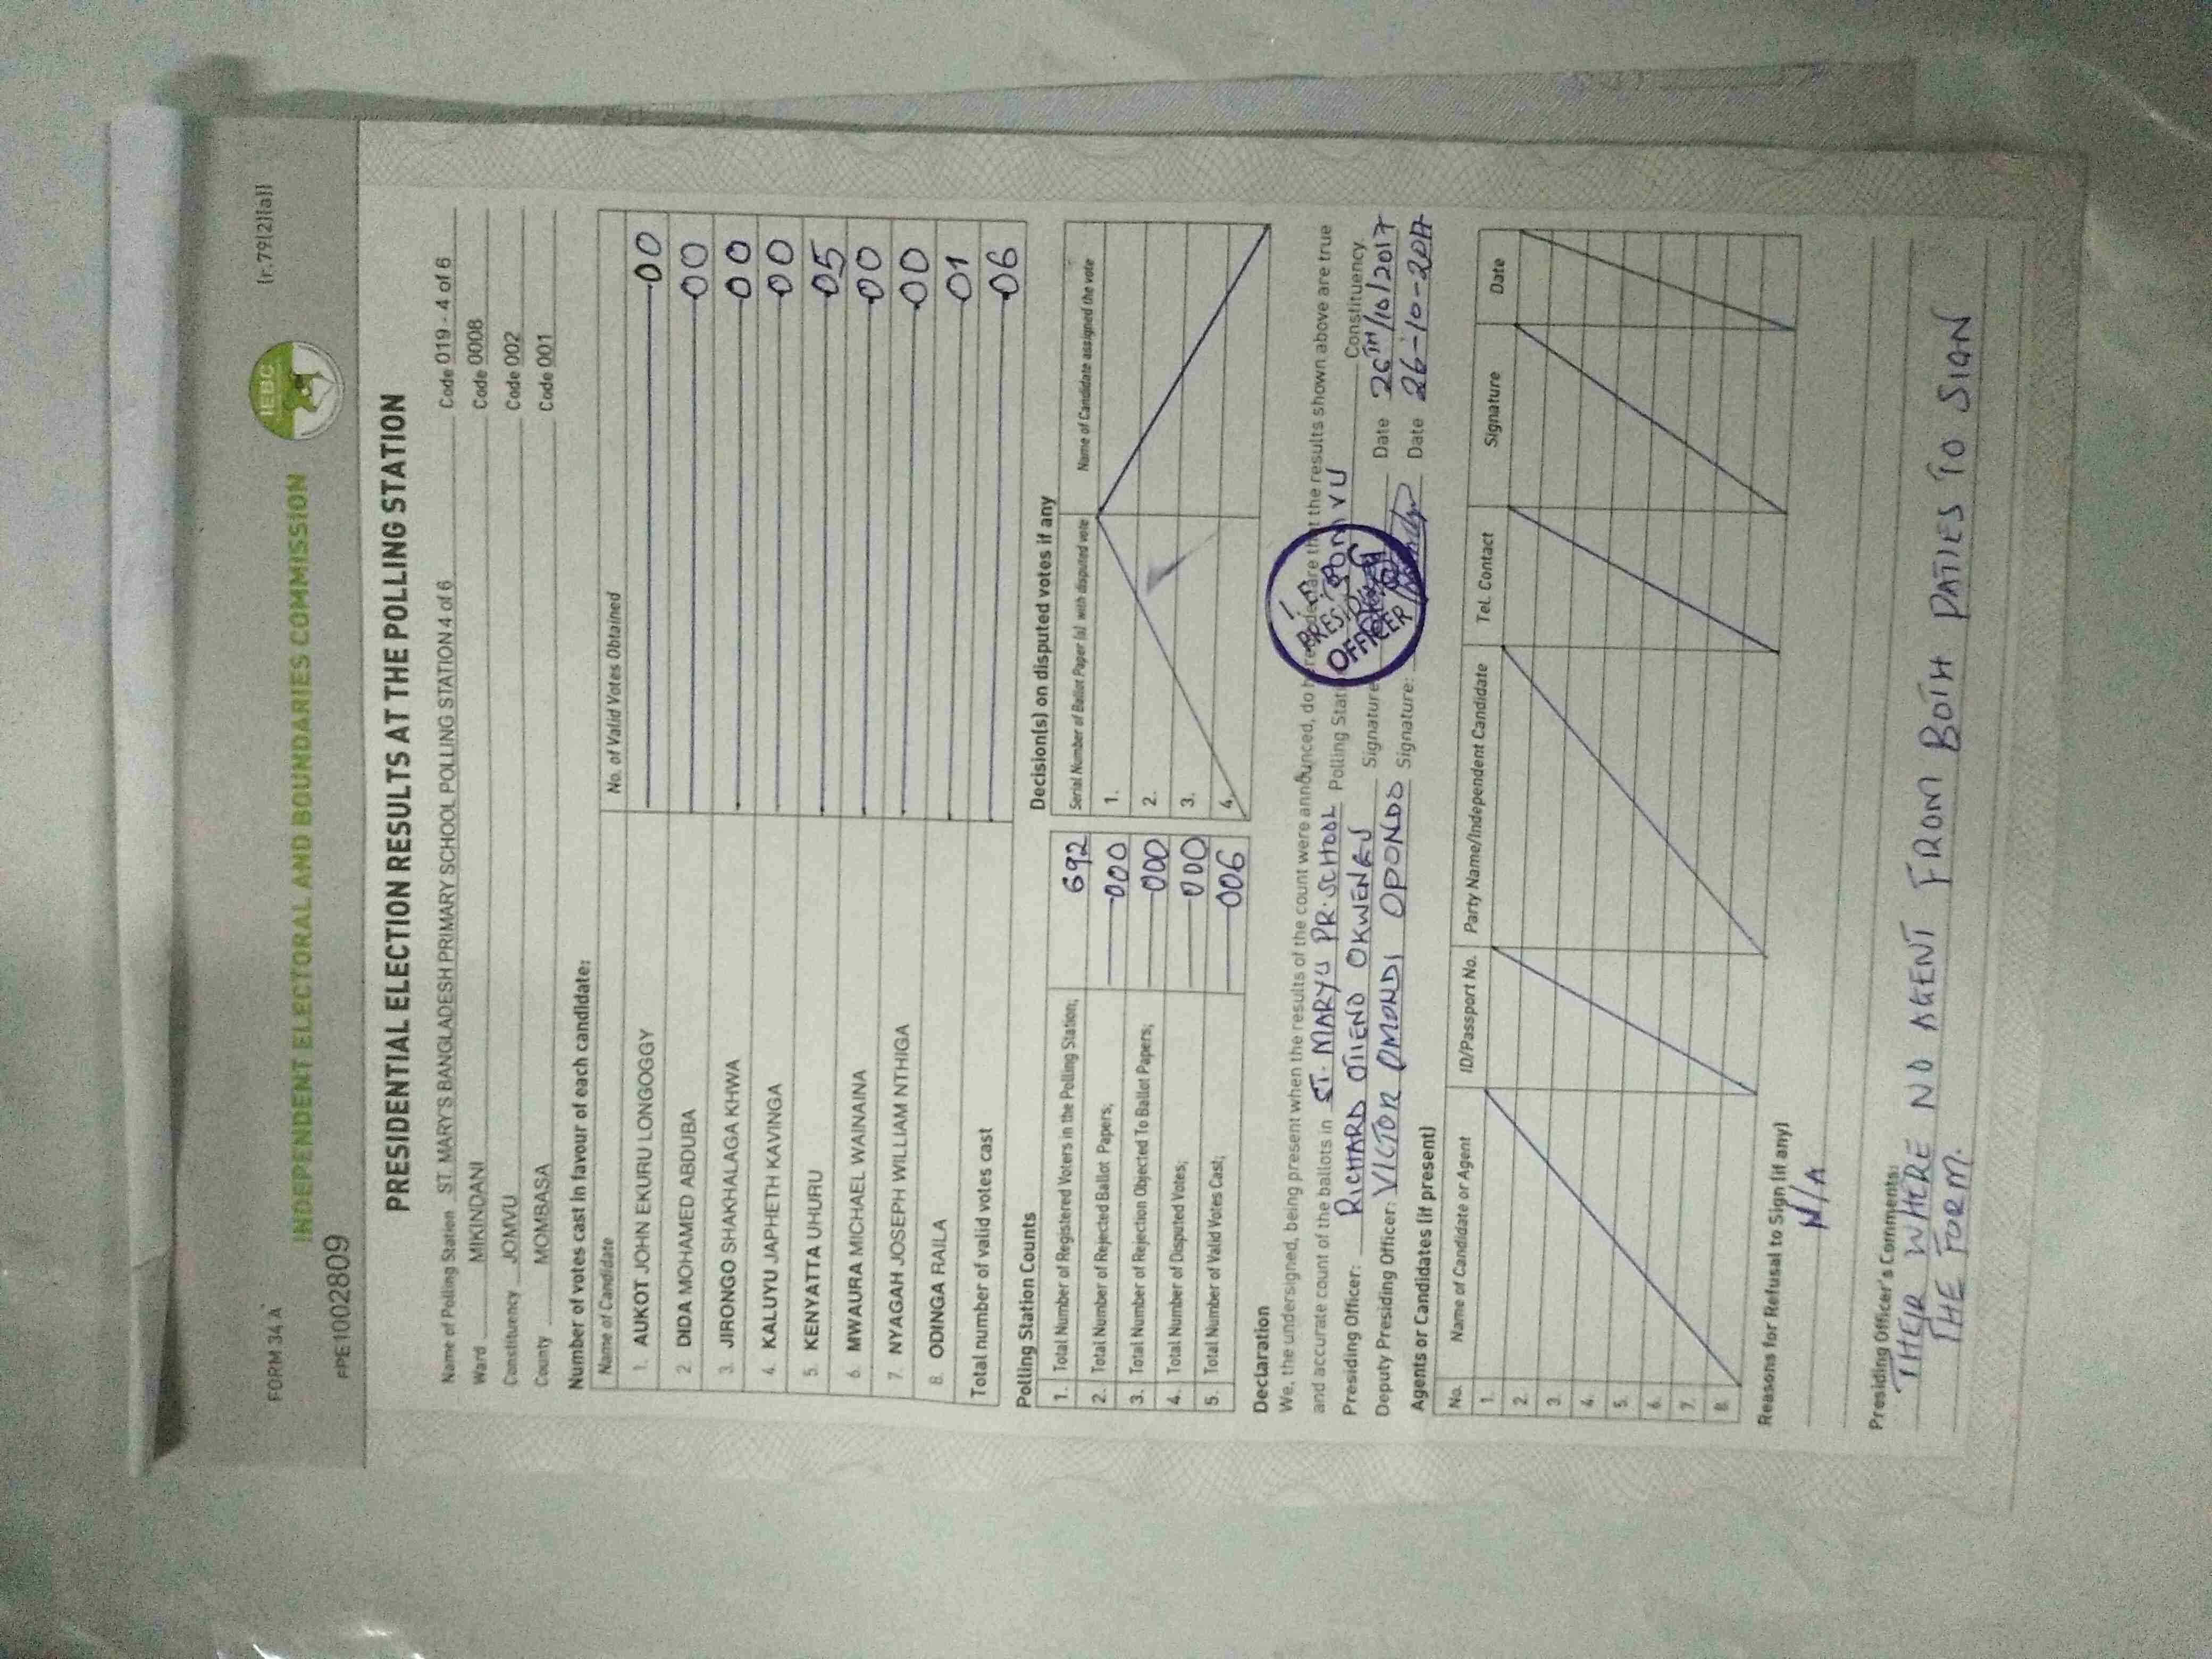 FORM 34 A (r.79(2)(a))
IEBC
INDEPENDENT ELECTORAL AND BOUNDARIES COMMISSION
PE1002809
PRESIDENTIAL ELECTION RESULTS AT THE POLLING STATION
Name of Polling Station ST. MARY'S BANGLADESH PRIMARY SCHOOL POLLING STATION 4 of 6 Code 019 - 4 of 6
Ward MIKINDANI Code 0008
Constituency JOMVU Code 002
County MOMBASA Code 001
Number of votes cast in favour of each candidate:
Name of Candidate No. of Valid Votes Obtained
1. AUKOT JOHN EKURU LONGOGGY 00
2 DIDA MOHAMED ABDUBA 00
3. JIRONGO SHAKHALAGA KHWA 00
4. KALUYU JAPHETH KAVINGA 00
5. KENYATTA UHURU 05
6. MWAURA MICHAEL WAINAINA 00
7. NYAGAH JOSEPH WILLIAM NTHIGA 00
8. ODINGA RAILA 01
Total number of valid votes cast 06
Polling Station Counts
1. Total Number of Registered Voters in the Polling Station; 692
2. Total Number of Rejected Ballot Papers; 000
3. Total Number of Rejection Objected To Ballot Papers; 000
4. Total Number of Disputed Votes; 000
5. Total Number of Valid Votes Cast; 006
Decision(s) on disputed votes if any
Serial Number of Ballot Paper (s) with disputed vote Name of Candidate assigned the vote
1.
2.
3.
4.
Declaration
We, the undersigned, being present when the results of the count were announced, do the results shown above are true
and accurate count of the ballots in ST. MARYS PR. SCHOOL Polling JOMVU Constituency
Presiding Officer: RICHARD OTIENO OKWENGU Signature Date 26TH/10/2017
Deputy Presiding Officer: VICTOR OMONDI OPONDO Signature: Date 26-10-2017
PRESIDING
OFFICER
Agents or Candidates (if present)
No. Name of Candidate or Agent ID/Passport No. Party Name/Independent Candidate Tel. Contact Signature Date
1.
2.
3.
4.
5.
6.
7.
8.
Reasons for Refusal to Sign (if any)
N/A
Presiding Officer's Comments:
THER WHERE NO AGENT FROM BOTH PATIES TO SIGN
THE FORM.